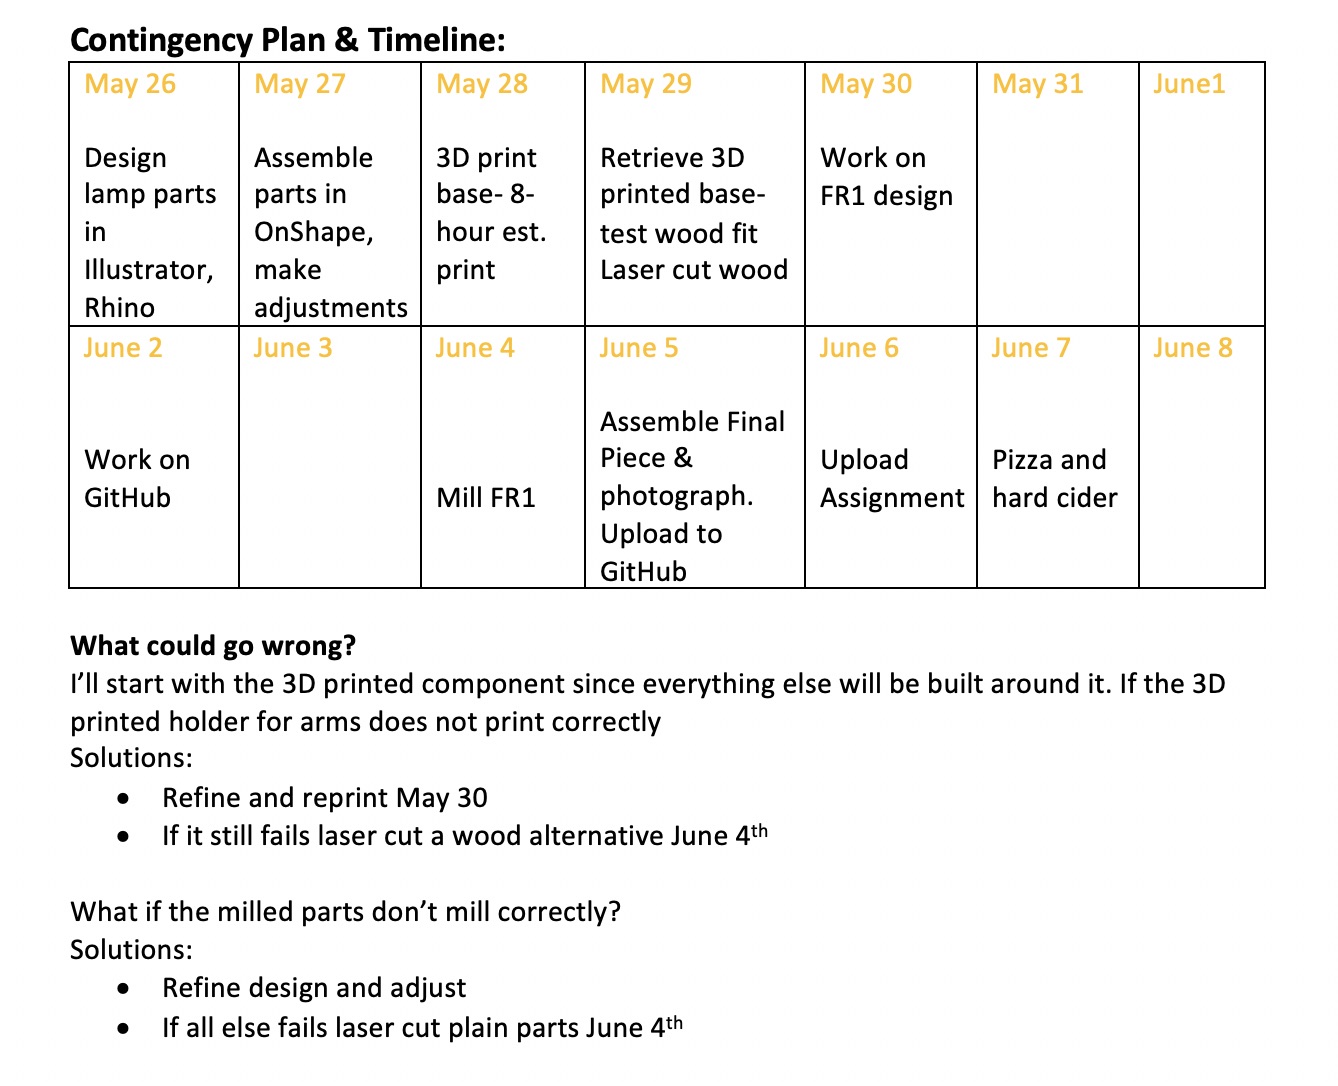 Contingency Plan & Timeline:
May 26
Design
lamp parts
in
Illustrator,
Rhino
May 27
Assemble
parts in
OnShape,
make
adjustments
May 28
3D print
base- 8-
hour est.
print
May 29
Retrieve 3D
printed base-
test wood fit
Laser cut wood
May 30
Work on
FR1 design
May 31
June1
June 2
Work on
GitHub
June 3
June 4
Mill FR1
June 5
Assemble Final
Piece &
photograph.
Upload to
GitHub
June 6
Upload
Assignment
June 7
Pizza and
hard cider
June 8
What could go wrong?
I’ll start with the 3D printed component since everything else will be built around it. If the 3D
printed holder for arms does not print correctly
Solutions:
• Refine and reprint May 30
• If it still fails laser cut a wood alternative June 4th
What if the milled parts don’t mill correctly?
Solutions:
• Refine design and adjust
• If all else fails laser cut plain parts June 4th